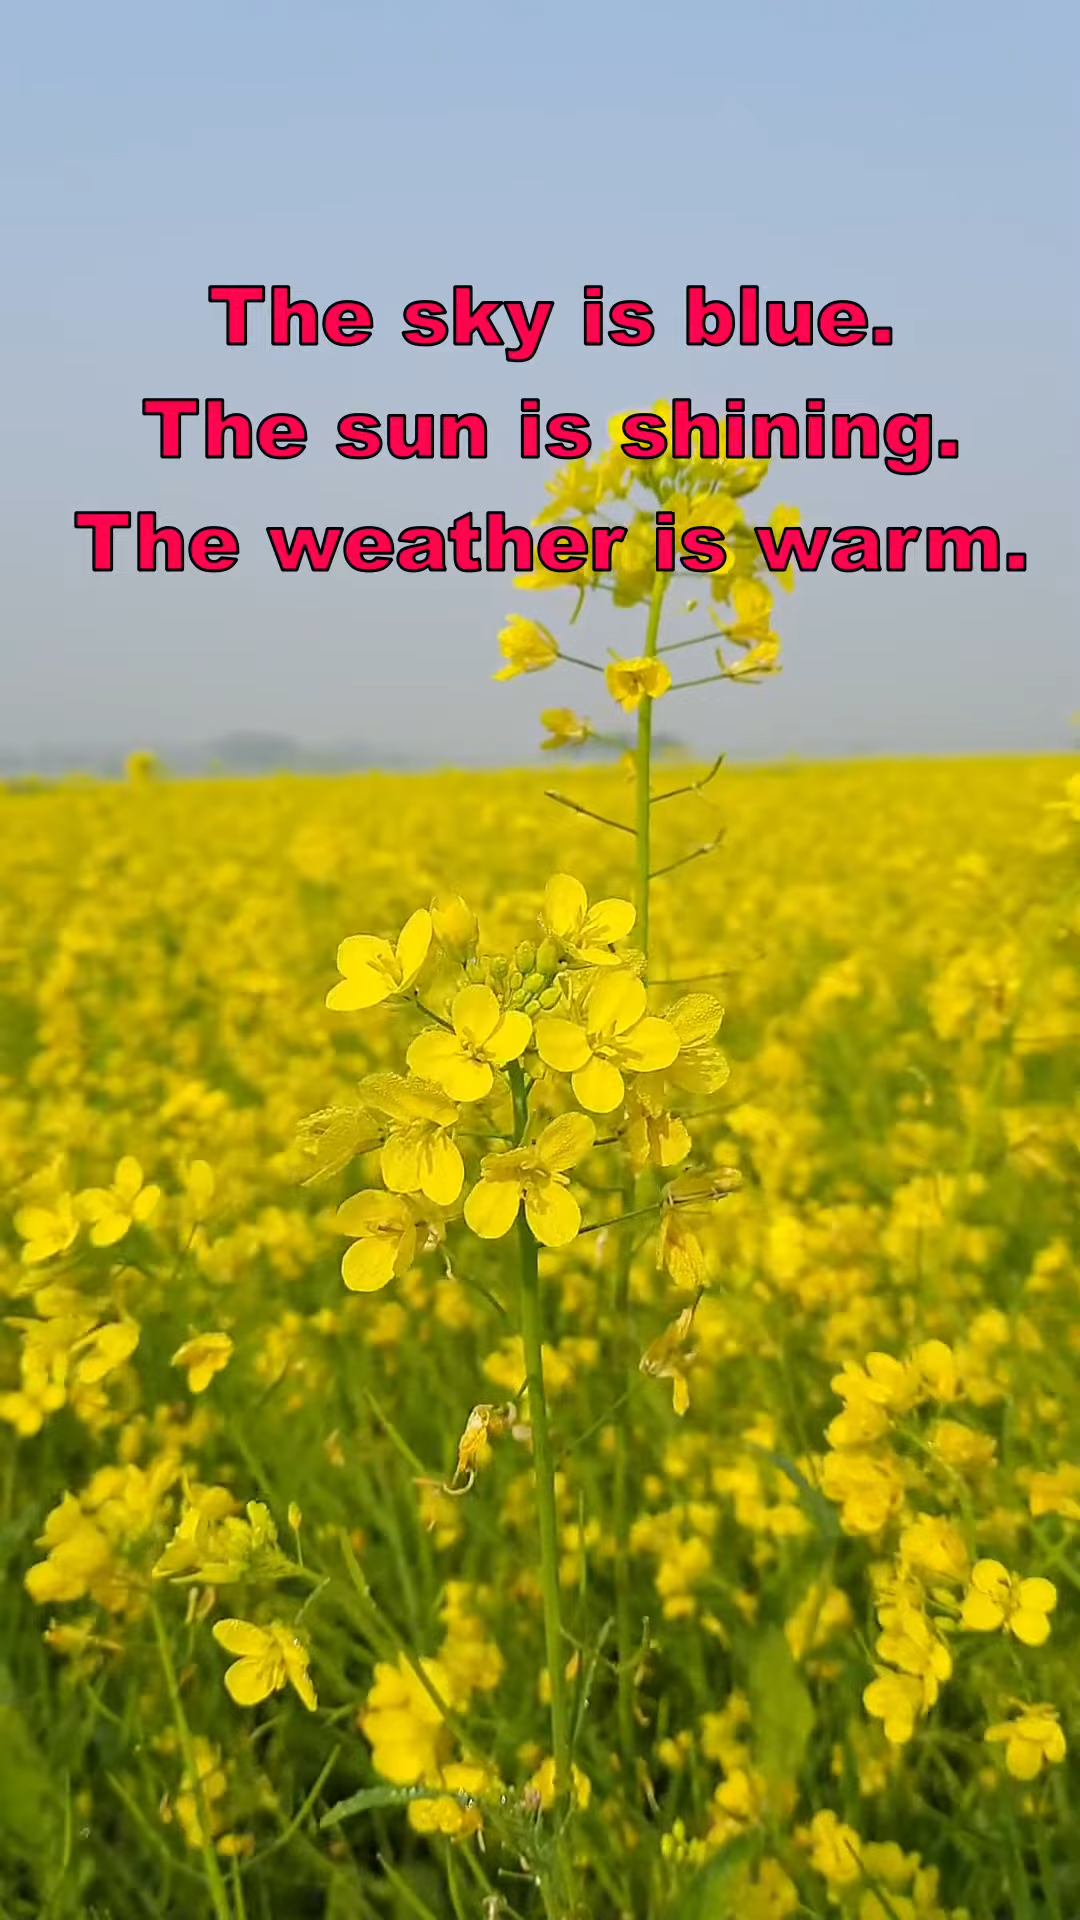 The sky is blue.
The sun is shining.
The weather is warm.